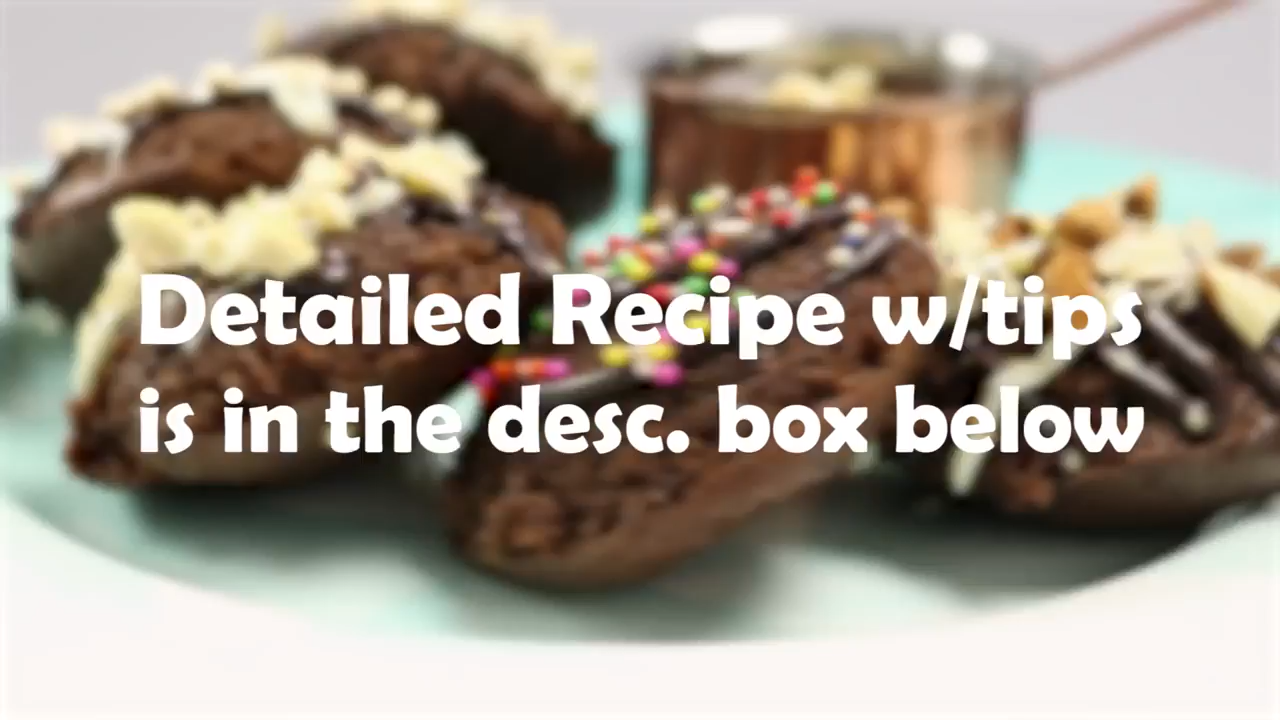 Detailed Recipe w/tips
is in the desc. box below